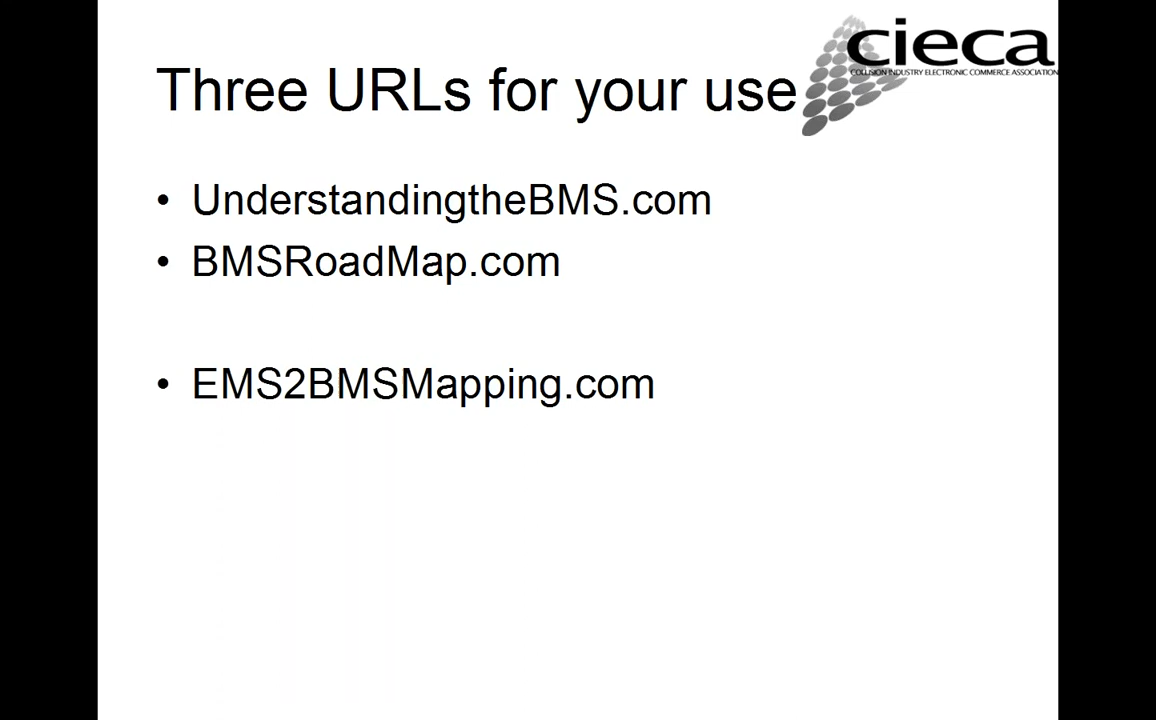 cieca
COLLISION INDUSTRY ELECTRONIC COMMERCE ASSOCIATION
Three URLs for your use
• UnderstandingtheBMS.com
• BMSRoadMap.com
• EMS2BMSMapping.com